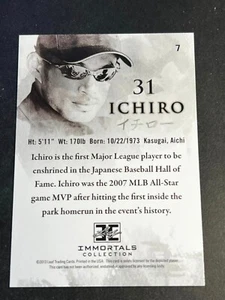 7
31
ICHIRO
イチロー
Ht: 5'11" Wt: 170lb Born: 10/22/1973 Kasugai, Aichi
Ichiro is the first Major League player to be
enshrined in the Japanese Baseball Hall of
Fame. Ichiro was the 2007 MLB All-Star
game MVP after hitting the first inside the
park homerun in the event's history.
IMMORTALS
COLLECTION